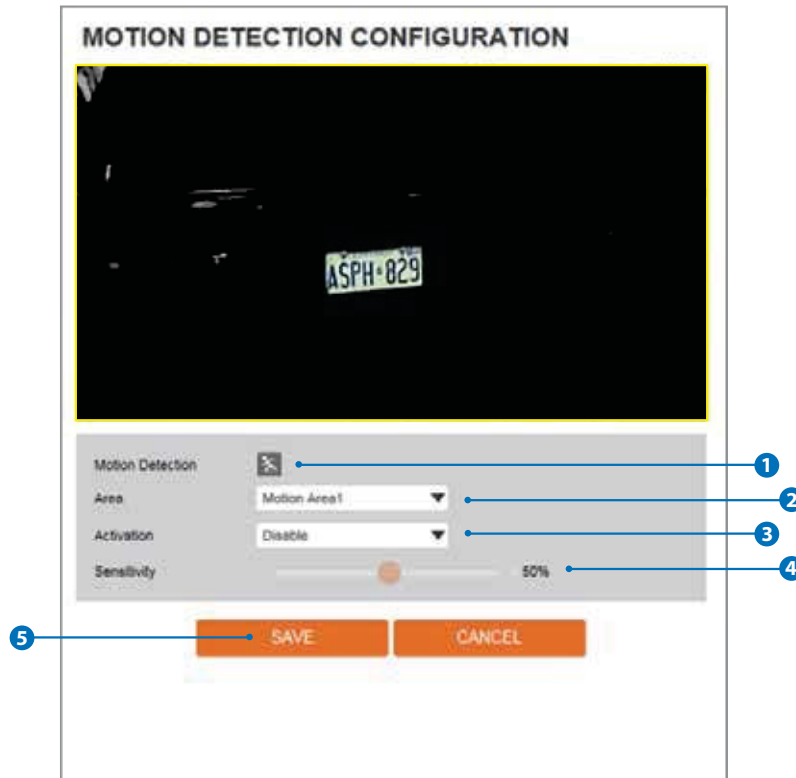 MOTION DETECTION CONFIGURATION
ASPH 829
Motion Detection 1
Area Motion Area1 2
Activation Disable 3
Sensitivity 50% 4
5 SAVE CANCEL